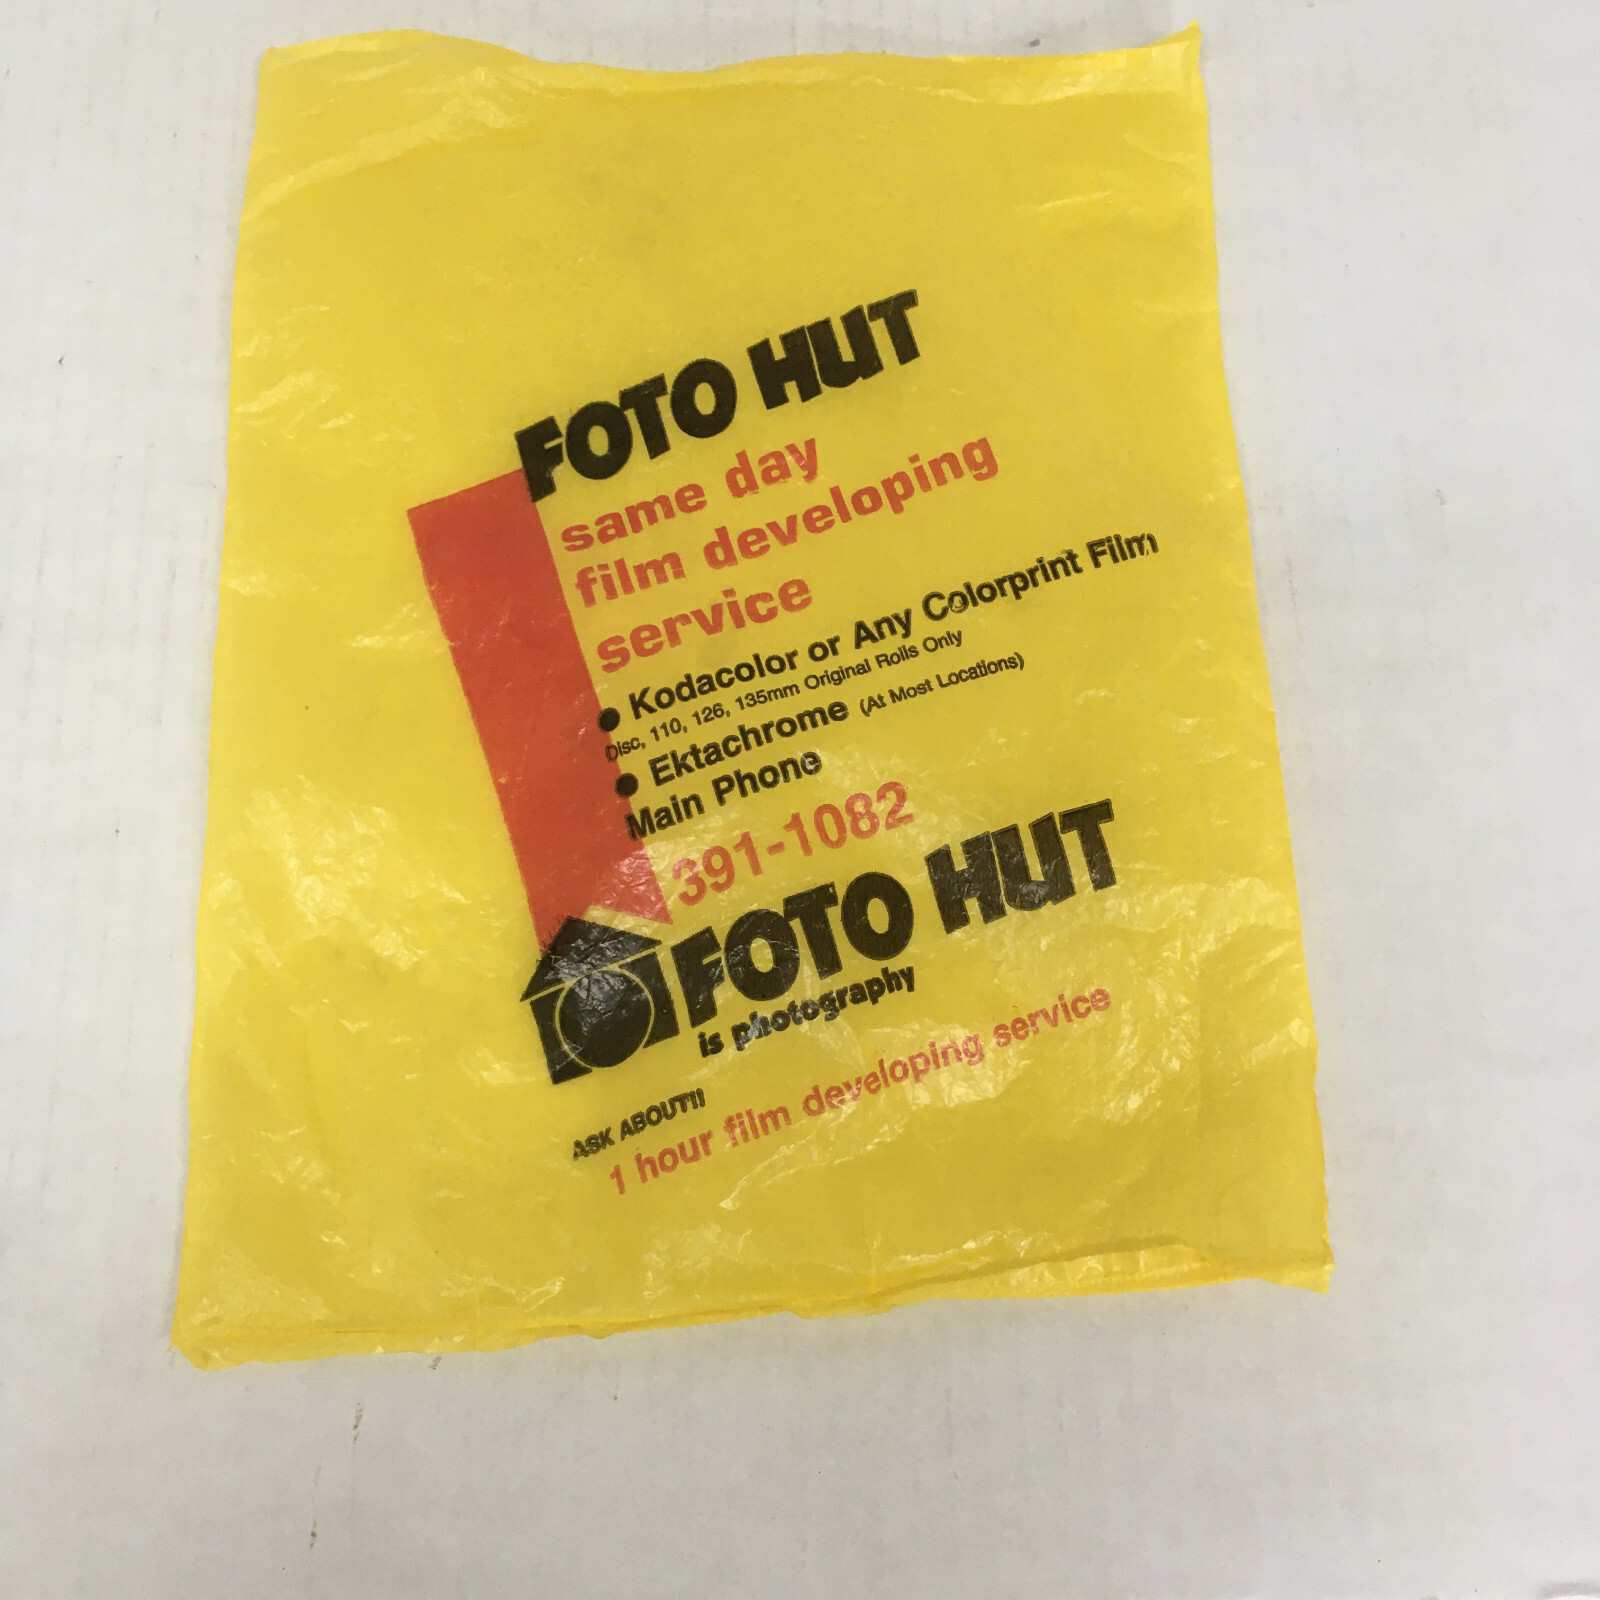 FOTO HUT
same day
film developing
service
● Kodacolor or Any Colorprint Film
Disc, 110, 126, 135mm Original Rolls Only
● Ektachrome (At Most Locations)
Main Phone
391-1082
FOTO HUT
is photography
ASK ABOUT!!
1 hour film developing service